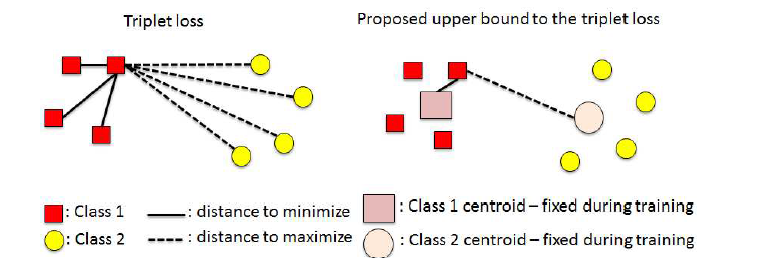 Triplet loss
Proposed upper bound to the triplet loss
: Class 1
: distance to minimize
: Class 1 centroid – fixed during training
: Class 2
: distance to maximize
: Class 2 centroid – fixed during training